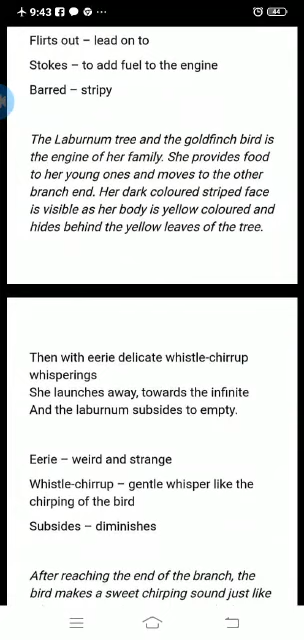 9:43
44
Flirts out – lead on to
Stokes – to add fuel to the engine
Barred – stripy
The Laburnum tree and the goldfinch bird is
the engine of her family. She provides food
to her young ones and moves to the other
branch end. Her dark coloured striped face
is visible as her body is yellow coloured and
hides behind the yellow leaves of the tree.
Then with eerie delicate whistle-chirrup
whisperings
She launches away, towards the infinite
And the laburnum subsides to empty.
Eerie – weird and strange
Whistle-chirrup – gentle whisper like the
chirping of the bird
Subsides – diminishes
After reaching the end of the branch, the
bird makes a sweet chirping sound just like